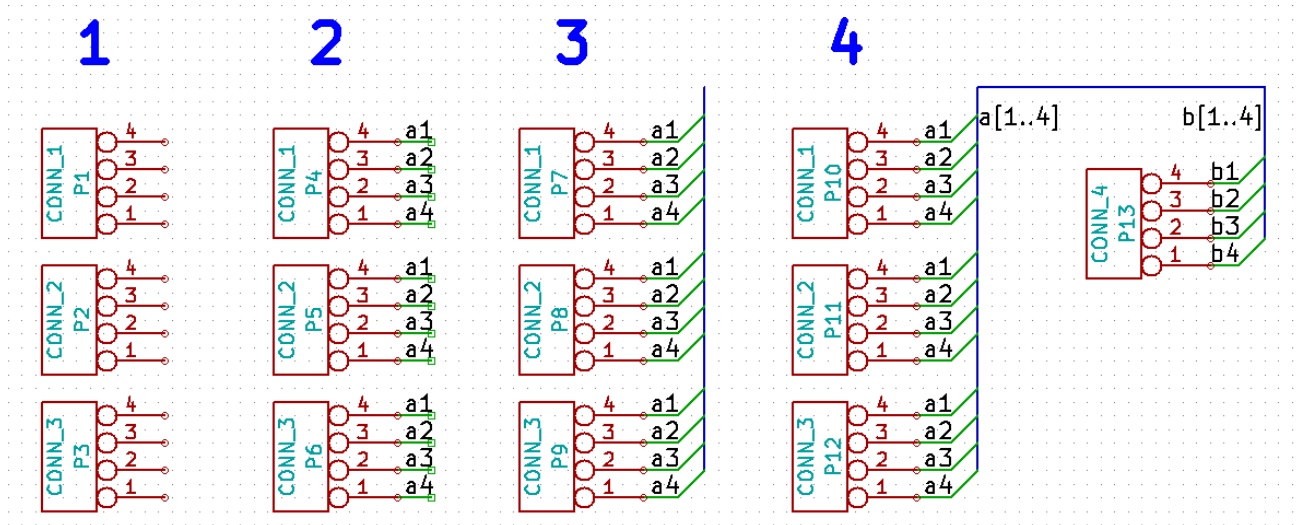 1 2 3 4
CONN_1
P1
4
3
2
1
CONN_2
P2
4
3
2
1
CONN_3
P3
4
3
2
1
CONN_1
P4
4 a1
3 a2
2 a3
1 a4
CONN_2
P5
4 a1
3 a2
2 a3
1 a4
CONN_3
P6
4 a1
3 a2
2 a3
1 a4
CONN_1
P7
4 a1
3 a2
2 a3
1 a4
CONN_2
P8
4 a1
3 a2
2 a3
1 a4
CONN_3
P9
4 a1
3 a2
2 a3
1 a4
CONN_1
P10
4 a1
3 a2
2 a3
1 a4
CONN_2
P11
4 a1
3 a2
2 a3
1 a4
CONN_3
P12
4 a1
3 a2
2 a3
1 a4
a[1..4] b[1..4]
CONN_4
P13
4 b1
3 b2
2 b3
1 b4